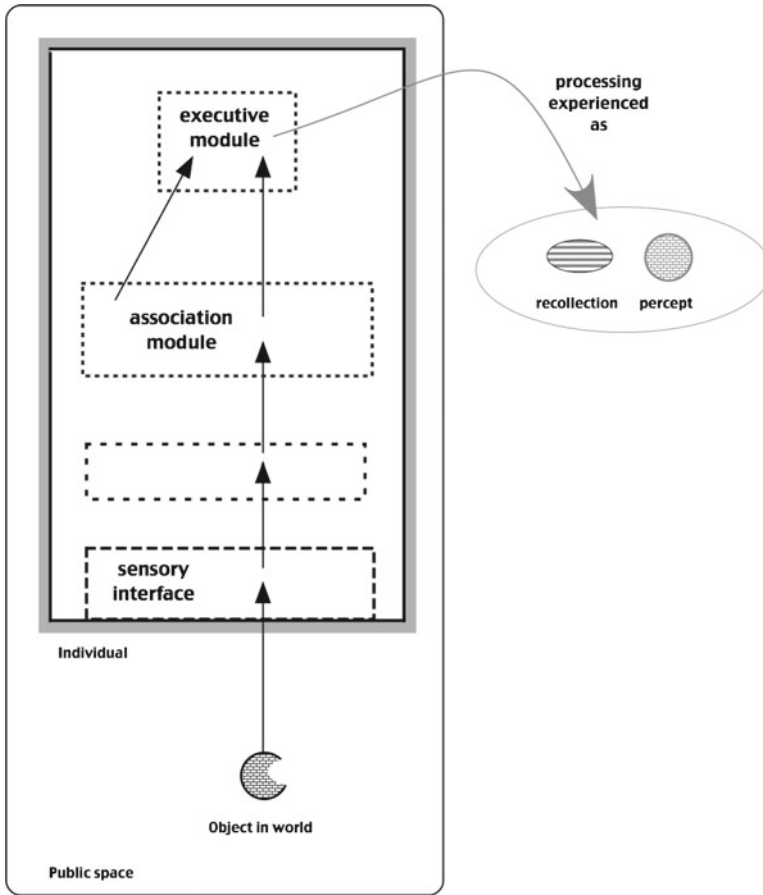 executive
module
processing
experienced
as
recollection
percept
association
module
sensory
interface
Individual
Object in world
Public space